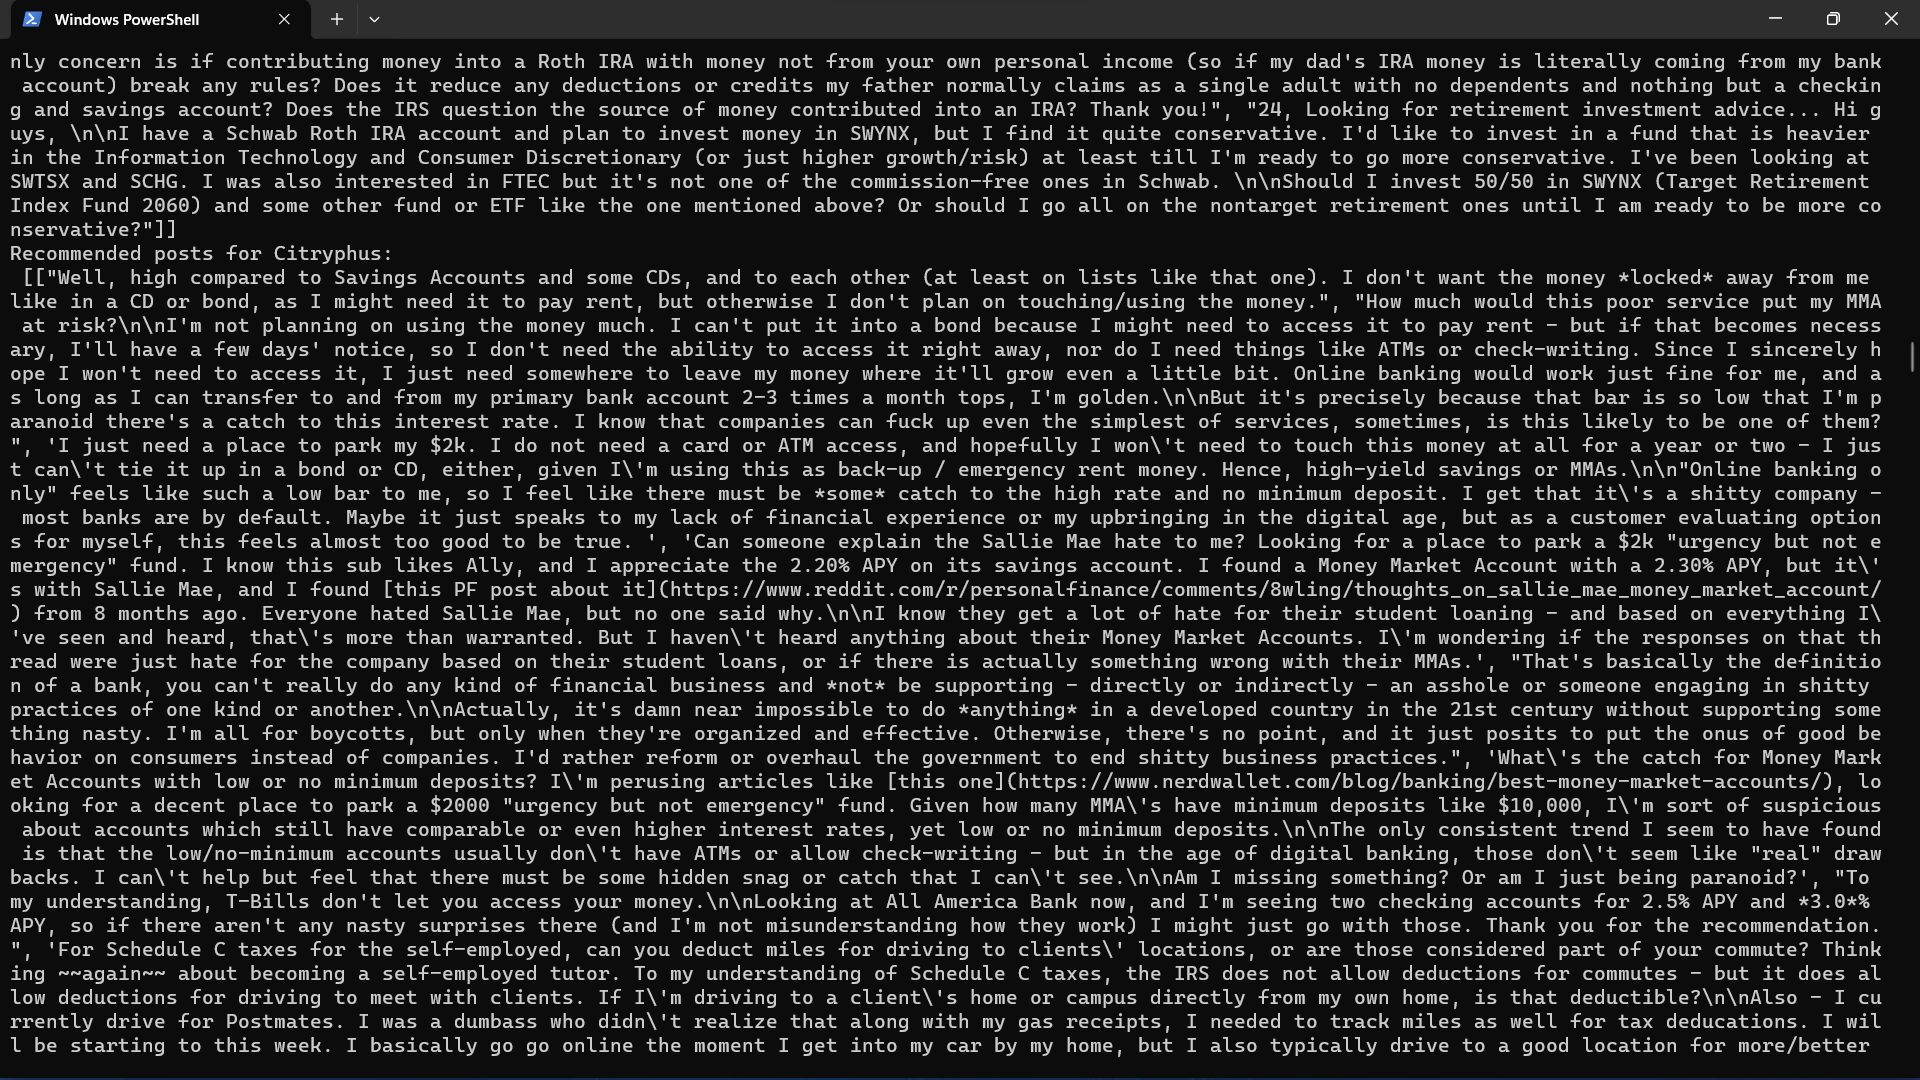 Windows PowerShell
nly concern is if contributing money into a Roth IRA with money not from your own personal income (so if my dad's IRA money is literally coming from my bank
 account) break any rules? Does it reduce any deductions or credits my father normally claims as a single adult with no dependents and nothing but a checkin
g and savings account? Does the IRS question the source of money contributed into an IRA? Thank you!", "24, Looking for retirement investment advice... Hi g
uys, \n\nI have a Schwab Roth IRA account and plan to invest money in SWYNX, but I find it quite conservative. I'd like to invest in a fund that is heavier
in the Information Technology and Consumer Discretionary (or just higher growth/risk) at least till I'm ready to go more conservative. I've been looking at
SWTSX and SCHG. I was also interested in FTEC but it's not one of the commission-free ones in Schwab. \n\nShould I invest 50/50 in SWYNX (Target Retirement
Index Fund 2060) and some other fund or ETF like the one mentioned above? Or should I go all on the nontarget retirement ones until I am ready to be more co
nservative?"]]
Recommended posts for Citryphus:
 [["Well, high compared to Savings Accounts and some CDs, and to each other (at least on lists like that one). I don't want the money *locked* away from me
like in a CD or bond, as I might need it to pay rent, but otherwise I don't plan on touching/using the money.", "How much would this poor service put my MMA
 at risk?\n\nI'm not planning on using the money much. I can't put it into a bond because I might need to access it to pay rent - but if that becomes necess
ary, I'll have a few days' notice, so I don't need the ability to access it right away, nor do I need things like ATMs or check-writing. Since I sincerely h
ope I won't need to access it, I just need somewhere to leave my money where it'll grow even a little bit. Online banking would work just fine for me, and a
s long as I can transfer to and from my primary bank account 2-3 times a month tops, I'm golden.\n\nBut it's precisely because that bar is so low that I'm p
aranoid there's a catch to this interest rate. I know that companies can fuck up even the simplest of services, sometimes, is this likely to be one of them?
", 'I just need a place to park my $2k. I do not need a card or ATM access, and hopefully I won\'t need to touch this money at all for a year or two - I jus
t can\'t tie it up in a bond or CD, either, given I\'m using this as back-up / emergency rent money. Hence, high-yield savings or MMAs.\n\n"Online banking o
nly" feels like such a low bar to me, so I feel like there must be *some* catch to the high rate and no minimum deposit. I get that it\'s a shitty company -
 most banks are by default. Maybe it just speaks to my lack of financial experience or my upbringing in the digital age, but as a customer evaluating option
s for myself, this feels almost too good to be true. ', 'Can someone explain the Sallie Mae hate to me? Looking for a place to park a $2k "urgency but not e
mergency" fund. I know this sub likes Ally, and I appreciate the 2.20% APY on its savings account. I found a Money Market Account with a 2.30% APY, but it\'
s with Sallie Mae, and I found [this PF post about it](https://www.reddit.com/r/personalfinance/comments/8wling/thoughts_on_sallie_mae_money_market_account/
) from 8 months ago. Everyone hated Sallie Mae, but no one said why.\n\nI know they get a lot of hate for their student loaning - and based on everything I\
've seen and heard, that\'s more than warranted. But I haven\'t heard anything about their Money Market Accounts. I\'m wondering if the responses on that th
read were just hate for the company based on their student loans, or if there is actually something wrong with their MMAs.', "That's basically the definitio
n of a bank, you can't really do any kind of financial business and *not* be supporting - directly or indirectly - an asshole or someone engaging in shitty
practices of one kind or another.\n\nActually, it's damn near impossible to do *anything* in a developed country in the 21st century without supporting some
thing nasty. I'm all for boycotts, but only when they're organized and effective. Otherwise, there's no point, and it just posits to put the onus of good be
havior on consumers instead of companies. I'd rather reform or overhaul the government to end shitty business practices.", 'What\'s the catch for Money Mark
et Accounts with low or no minimum deposits? I\'m perusing articles like [this one](https://www.nerdwallet.com/blog/banking/best-money-market-accounts/), lo
oking for a decent place to park a $2000 "urgency but not emergency" fund. Given how many MMA\'s have minimum deposits like $10,000, I\'m sort of suspicious
 about accounts which still have comparable or even higher interest rates, yet low or no minimum deposits.\n\nThe only consistent trend I seem to have found
 is that the low/no-minimum accounts usually don\'t have ATMs or allow check-writing - but in the age of digital banking, those don\'t seem like "real" draw
backs. I can\'t help but feel that there must be some hidden snag or catch that I can\'t see.\n\nAm I missing something? Or am I just being paranoid?', "To
my understanding, T-Bills don't let you access your money.\n\nLooking at All America Bank now, and I'm seeing two checking accounts for 2.5% APY and *3.0*%
APY, so if there aren't any nasty surprises there (and I'm not misunderstanding how they work) I might just go with those. Thank you for the recommendation.
", 'For Schedule C taxes for the self-employed, can you deduct miles for driving to clients\' locations, or are those considered part of your commute? Think
ing ~~again~~ about becoming a self-employed tutor. To my understanding of Schedule C taxes, the IRS does not allow deductions for commutes - but it does al
low deductions for driving to meet with clients. If I\'m driving to a client\'s home or campus directly from my own home, is that deductible?\n\nAlso - I cu
rrently drive for Postmates. I was a dumbass who didn\'t realize that along with my gas receipts, I needed to track miles as well for tax deducations. I wil
l be starting to this week. I basically go go online the moment I get into my car by my home, but I also typically drive to a good location for more/better